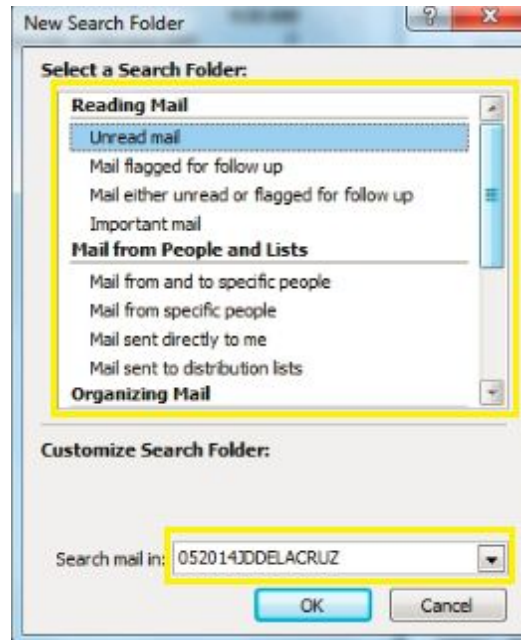 New Search Folder
Select a Search Folder:
Reading Mail
Unread mail
Mail flagged for follow up
Mail either unread or flagged for follow up
Important mail
Mail from People and Lists
Mail from and to specific people
Mail from specific people
Mail sent directly to me
Mail sent to distribution lists
Organizing Mail
Customize Search Folder:
Search mail in: 052014JDDELACRUZ
OK Cancel